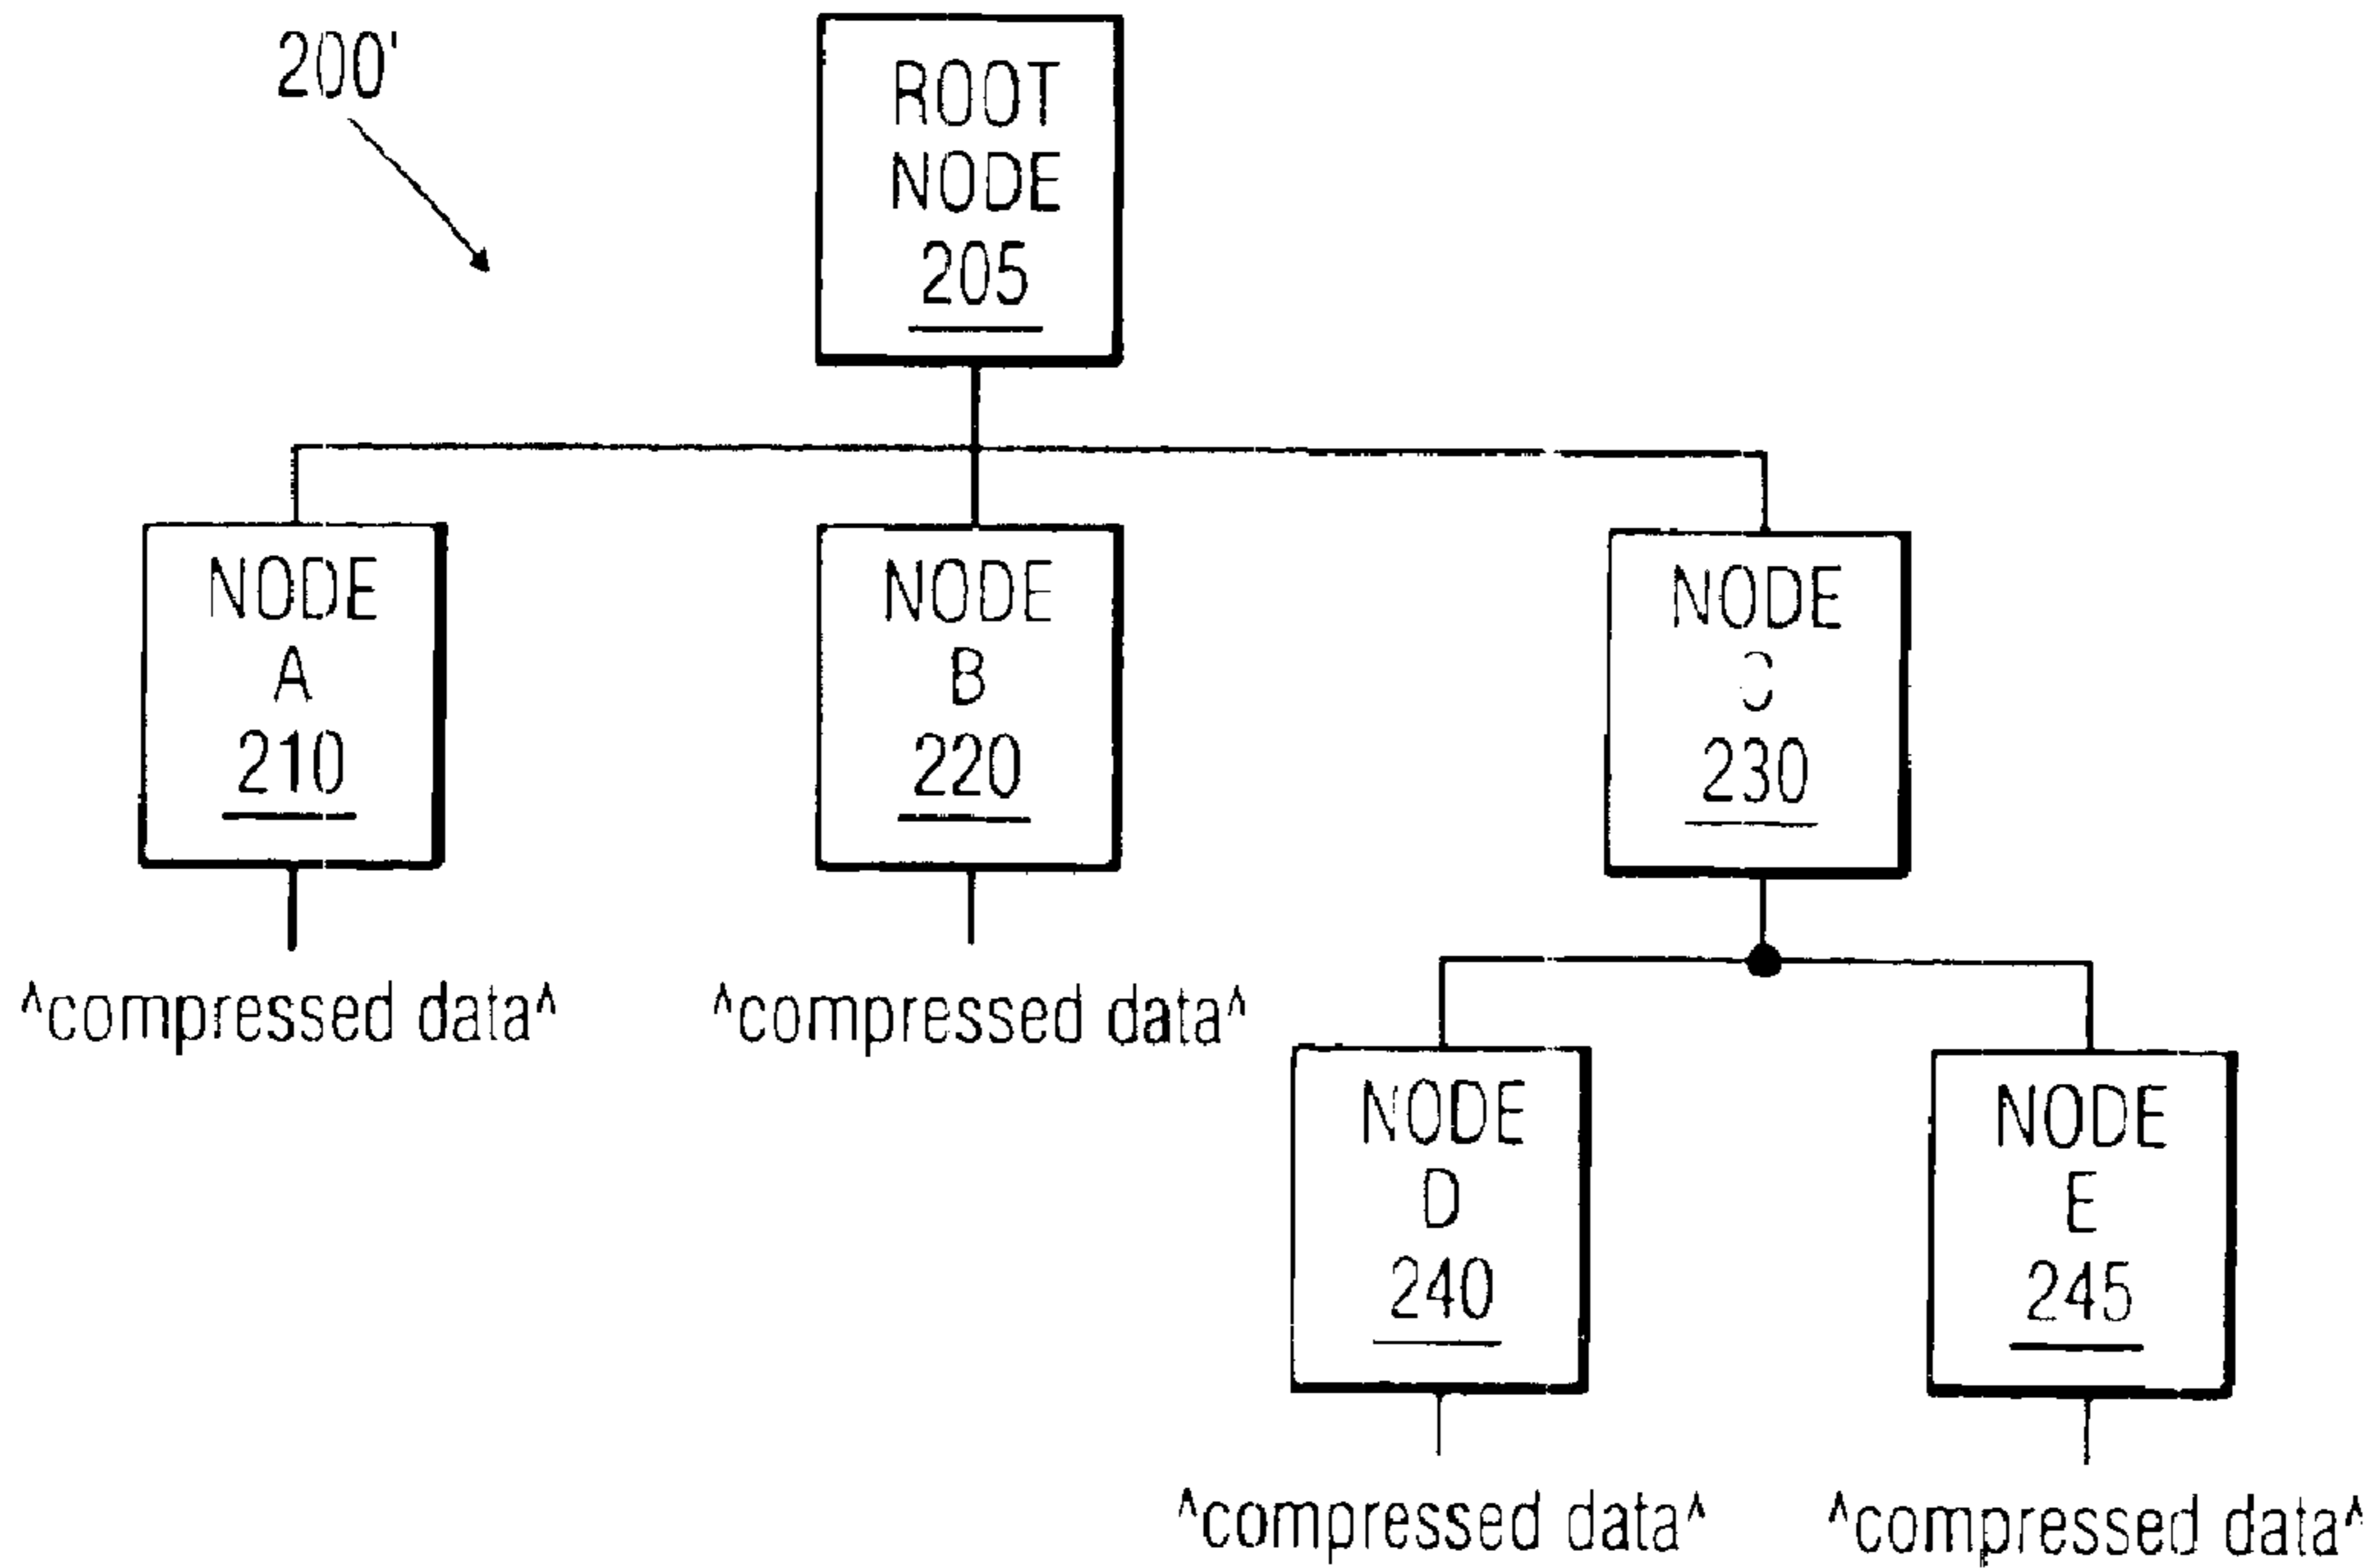 200'
ROOT
NODE
205
NODE
A
210
NODE
B
220
NODE
C
230
^compressed data^
^compressed data^
NODE
D
240
NODE
E
245
^compressed data^
^compressed data^